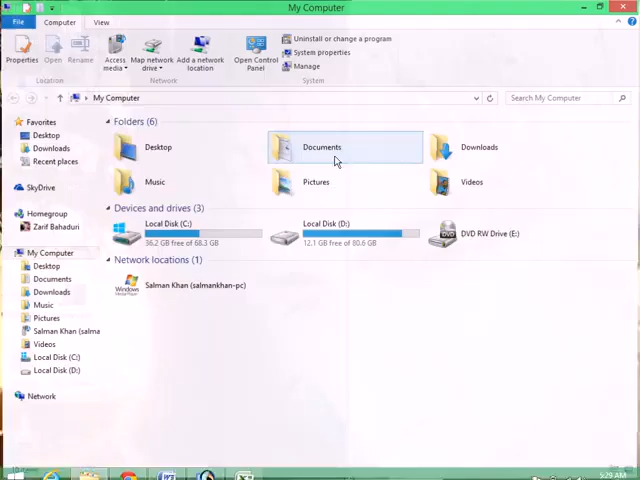 My Computer
File Computer View
Properties Open Rename Access media Map network drive Add a network location Open Control Panel Uninstall or change a program
System properties
Manage
Location Network System
My Computer Search My Computer
Favorites
Desktop
Downloads
Recent places
SkyDrive
Homegroup
Zarif Bahaduri
My Computer
Desktop
Documents
Downloads
Music
Pictures
Salman Khan (salma
Videos
Local Disk (C:)
Local Disk (D:)
Network
Folders (6)
Desktop Documents Downloads
Music Pictures Videos
Devices and drives (3)
Local Disk (C:)
36.2 GB free of 68.3 GB
Local Disk (D:)
12.1 GB free of 80.6 GB
DVD RW Drive (E:)
DVD
Network locations (1)
Salman Khan (salmankhan-pc)
Windows
5:29 AM